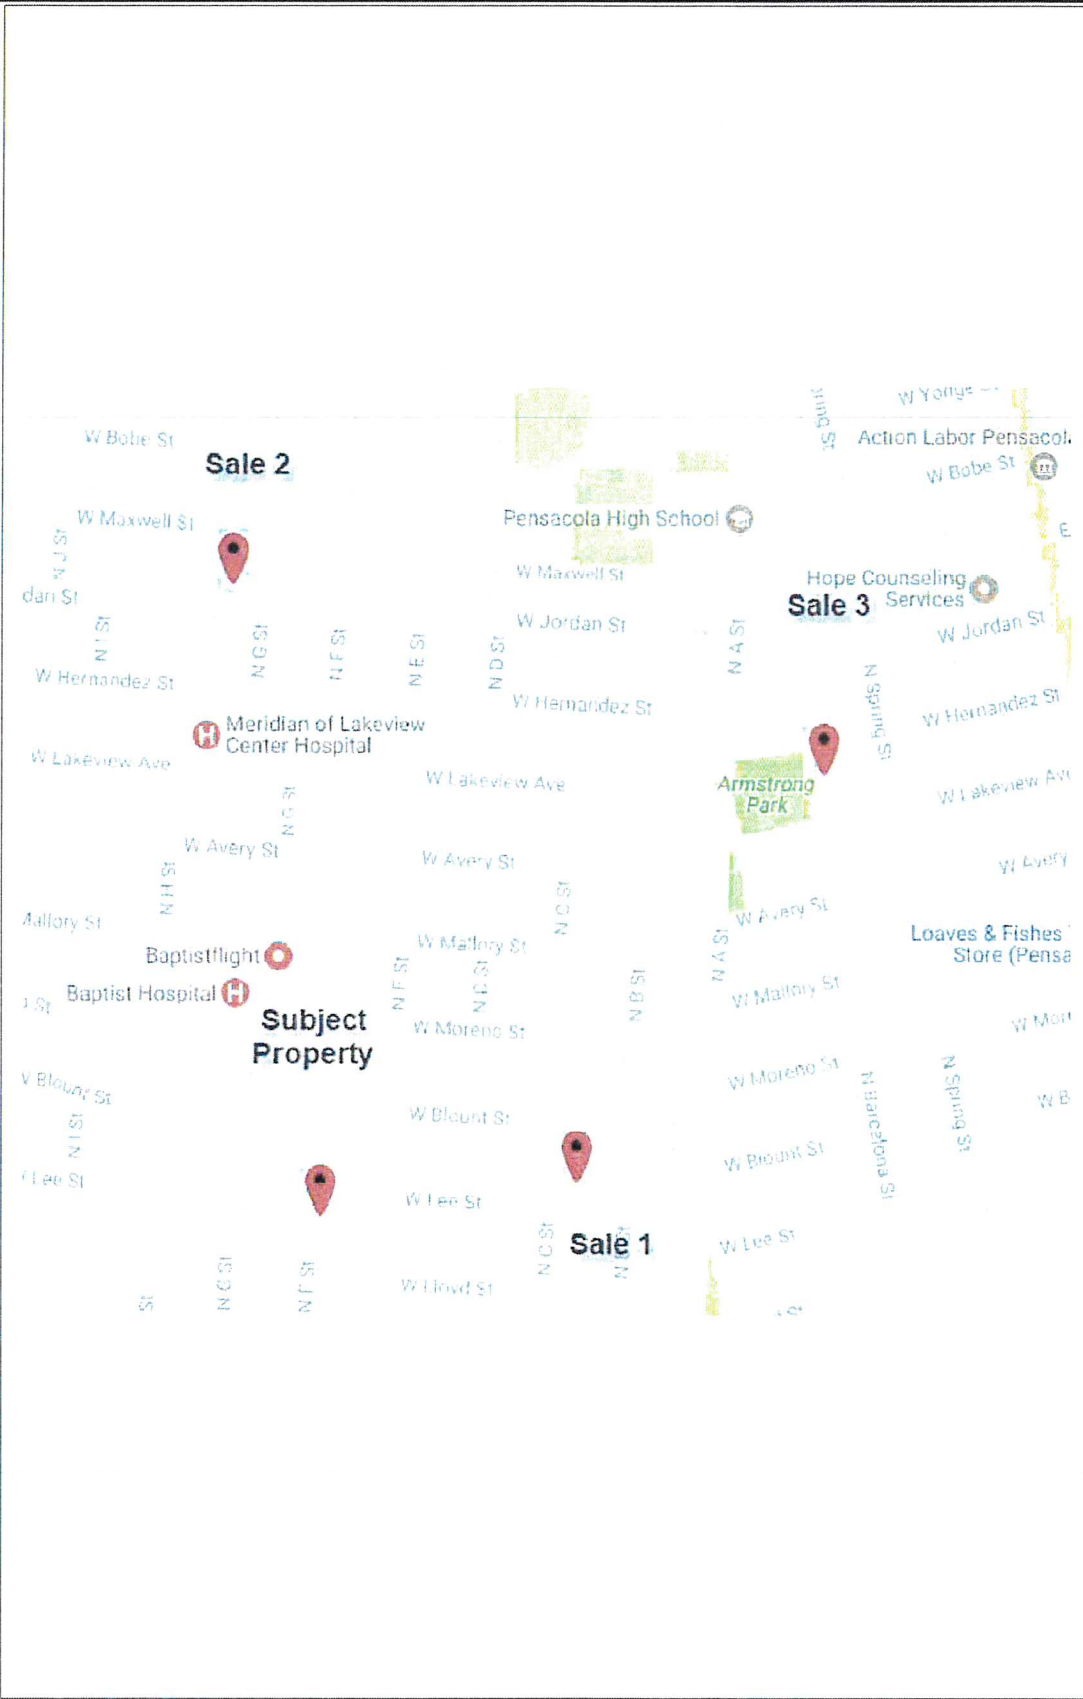 W Yonge St
ring St
W Bobe St
Action Labor Pensacol
Sale 2
W Bobe St
W Maxwell St
Pensacola High School
E
N J St
W Maxwell St
Hope Counseling
Services
dan St
Sale 3
N I St
W Jordan St
W Jordan St
N G St
N F St
N E St
N D St
N A St
W Hernandez St
W Hernandez St
N Spring St
W Hernandez St
H
Meridian of Lakeview
Center Hospital
W Lakeview Ave
W Lakeview Ave
Armstrong
Park
W Lakeview Av
N G St
W Avery St
W Avery St
W Avery
N H St
N C St
W Avery St
Mallory St
Loaves & Fishes
Store (Pensa
W Mallory St
Baptistflight
N A St
Baptist Hospital
H
N B St
W Mallory St
St
Subject
Property
W Moreno St
W Mor
W Moreno St
W Blount St
N Barcelona St
N Spring St
W B
W Blount St
N I St
W Blount St
Lee St
W Lee St
Sale 1
N C St
W Lee St
N G St
W Lloyd St
St